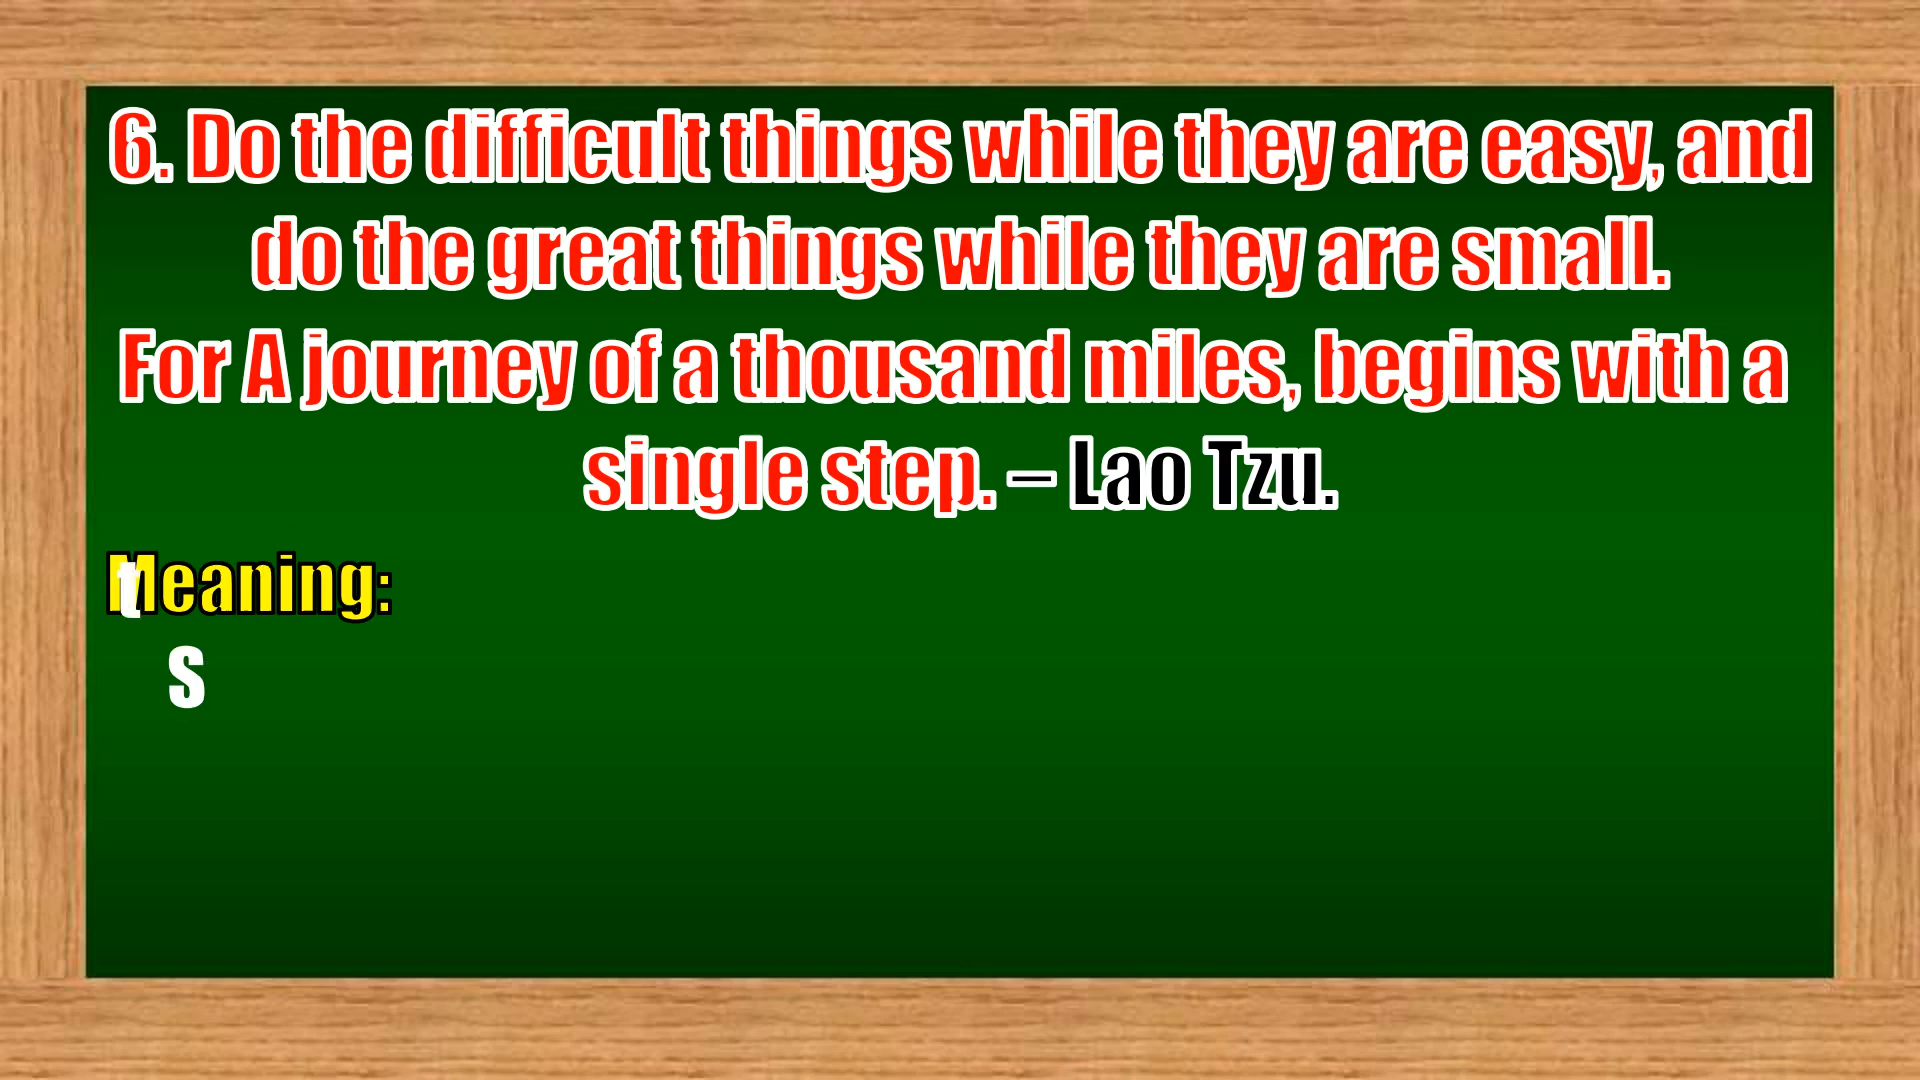 6. Do the difficult things while they are easy, and
do the great things while they are small.
For A journey of a thousand miles, begins with a
single step. – Lao Tzu.
Meaning:
t
S